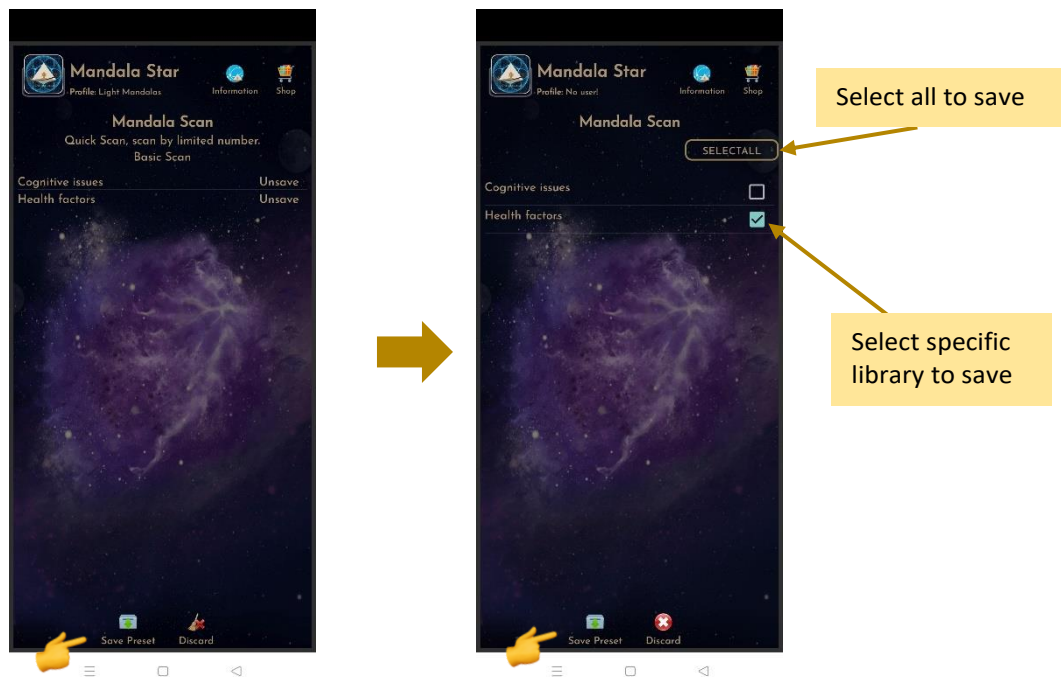 Mandala Star
Profile: Light Mandalas
Information
Shop
Mandala Scan
Quick Scan, scan by limited number.
Basic Scan
Cognitive issues Unsave
Health factors Unsave
Save Preset
Discard
Mandala Star
Profile: No user!
Information
Shop
Mandala Scan
SELECTALL
Cognitive issues
Health factors
Save Preset
Discard
Select all to save
Select specific
library to save